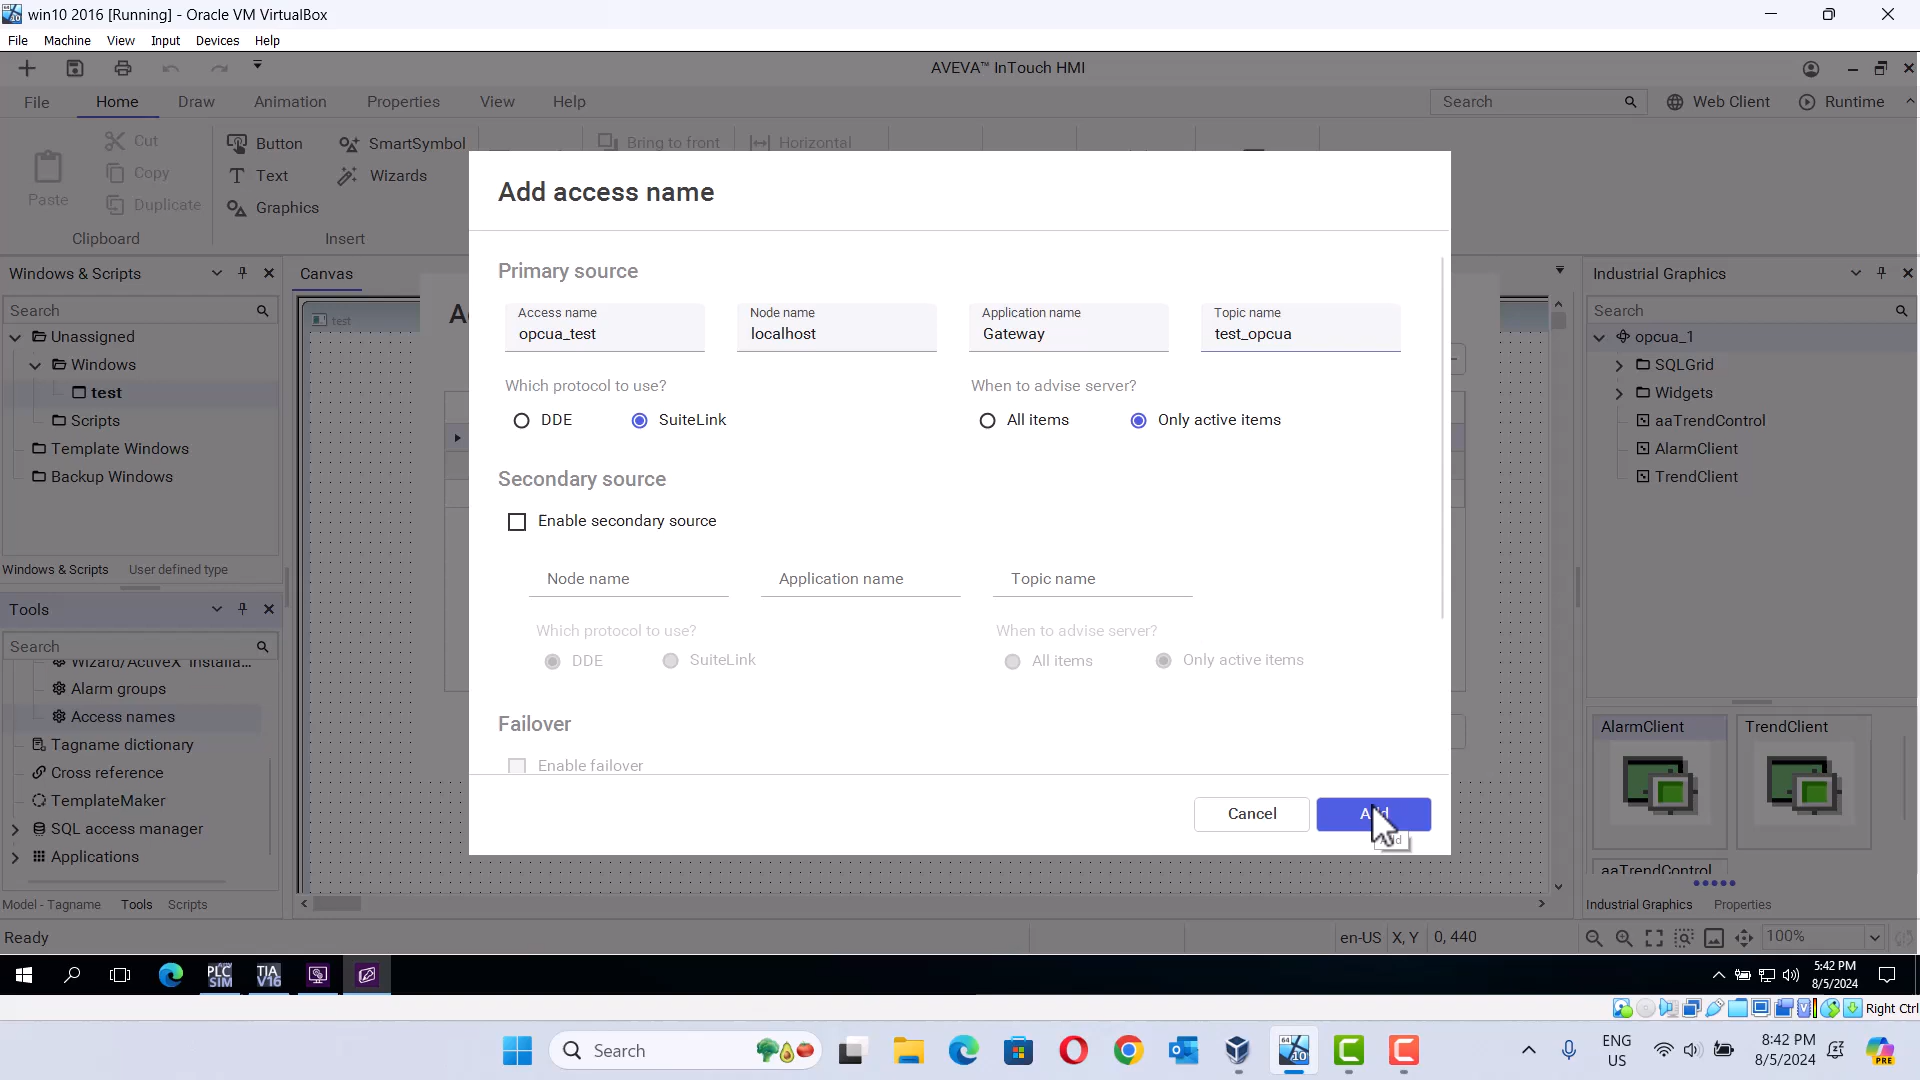 win10 2016 [Running] - Oracle VM VirtualBox
File Machine View Input Devices Help
AVEVA™ InTouch HMI
File Home Draw Animation Properties View Help
Search
Web Client
Runtime
Paste
Cut
Copy
Duplicate
Clipboard
Button
Text
Graphics
SmartSymbol
Wizards
Insert
Bring to front
Horizontal
Windows & Scripts
Search
Unassigned
Windows
test
Scripts
Template Windows
Backup Windows
Windows & Scripts User defined type
Tools
Search
Alarm groups
Access names
Tagname dictionary
Cross reference
TemplateMaker
SQL access manager
Applications
Model - Tagname Tools Scripts
Canvas
test
Add access name
Primary source
Access name
opcua_test
Node name
localhost
Application name
Gateway
Topic name
test_opcua
Which protocol to use?
DDE SuiteLink
When to advise server?
All items Only active items
Secondary source
Enable secondary source
Node name Application name Topic name
Which protocol to use?
DDE SuiteLink
When to advise server?
All items Only active items
Failover
Enable failover
Cancel
Add
Industrial Graphics
Search
opcua_1
SQLGrid
Widgets
aaTrendControl
AlarmClient
TrendClient
AlarmClient
TrendClient
aaTrendControl
Industrial Graphics Properties
Ready
en-US X, Y 0, 440
100%
PLC
SIM
TIA
V16
5:42 PM
8/5/2024
Right Ctrl
Search
ENG
US
8:42 PM
8/5/2024
PRE